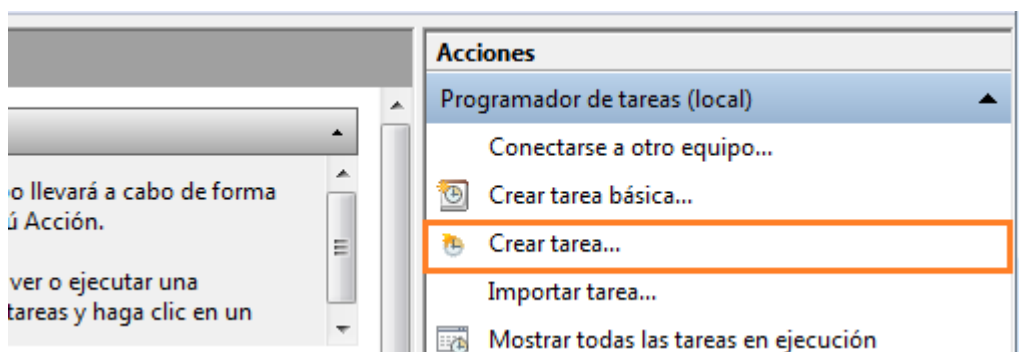 Acciones
Programador de tareas (local)
Conectarse a otro equipo...
Crear tarea básica...
Crear tarea...
Importar tarea...
Mostrar todas las tareas en ejecución
llevará a cabo de forma
Acción.
ver o ejecutar una
tareas y haga clic en un